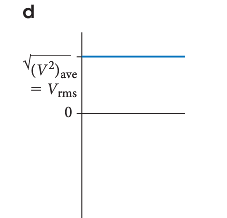 d
√(V²)ave
= Vrms
0